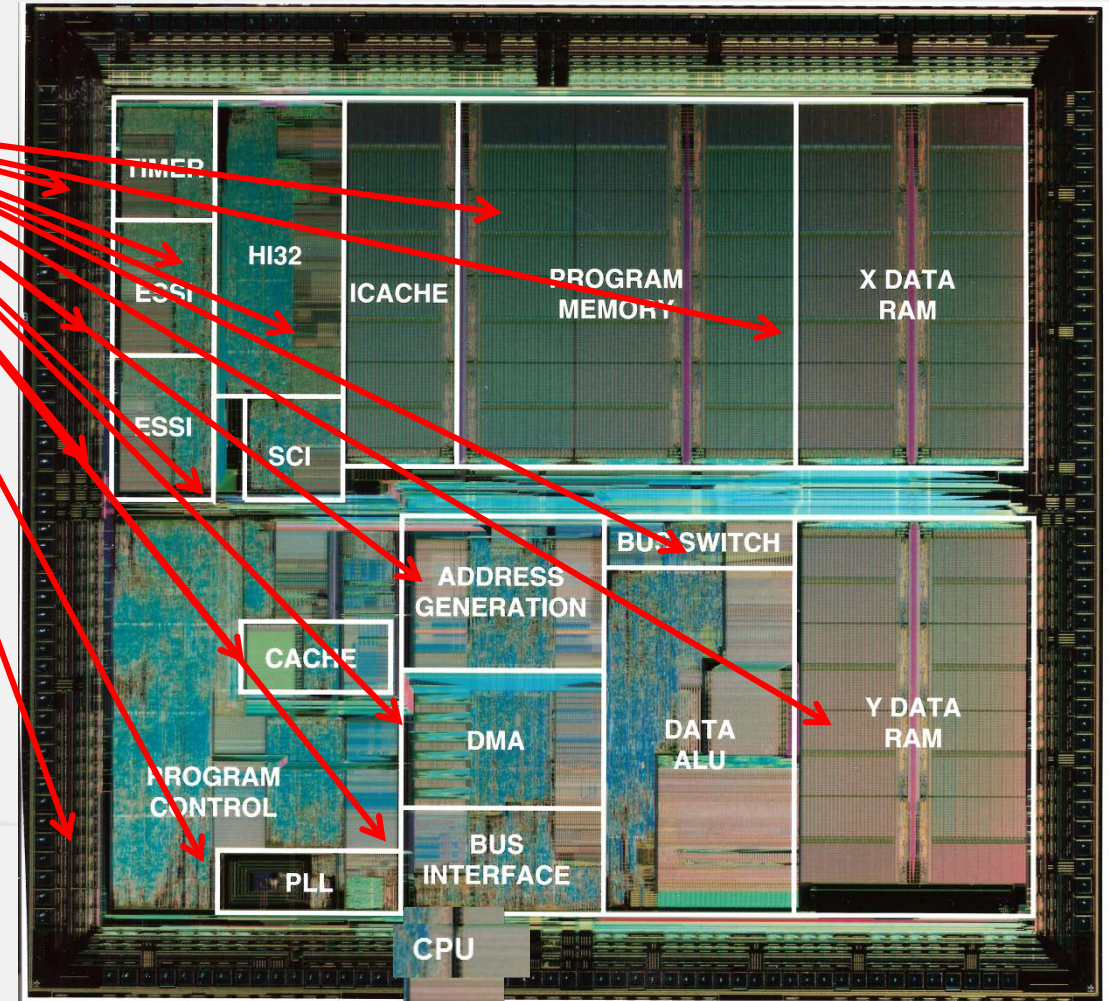 TIMER
HI32
ESSI
ICACHE
PROGRAM
MEMORY
X DATA
RAM
ESSI
SCI
BUS SWITCH
ADDRESS
GENERATION
CACHE
DMA
DATA
ALU
Y DATA
RAM
PROGRAM
CONTROL
BUS
INTERFACE
PLL
CPU